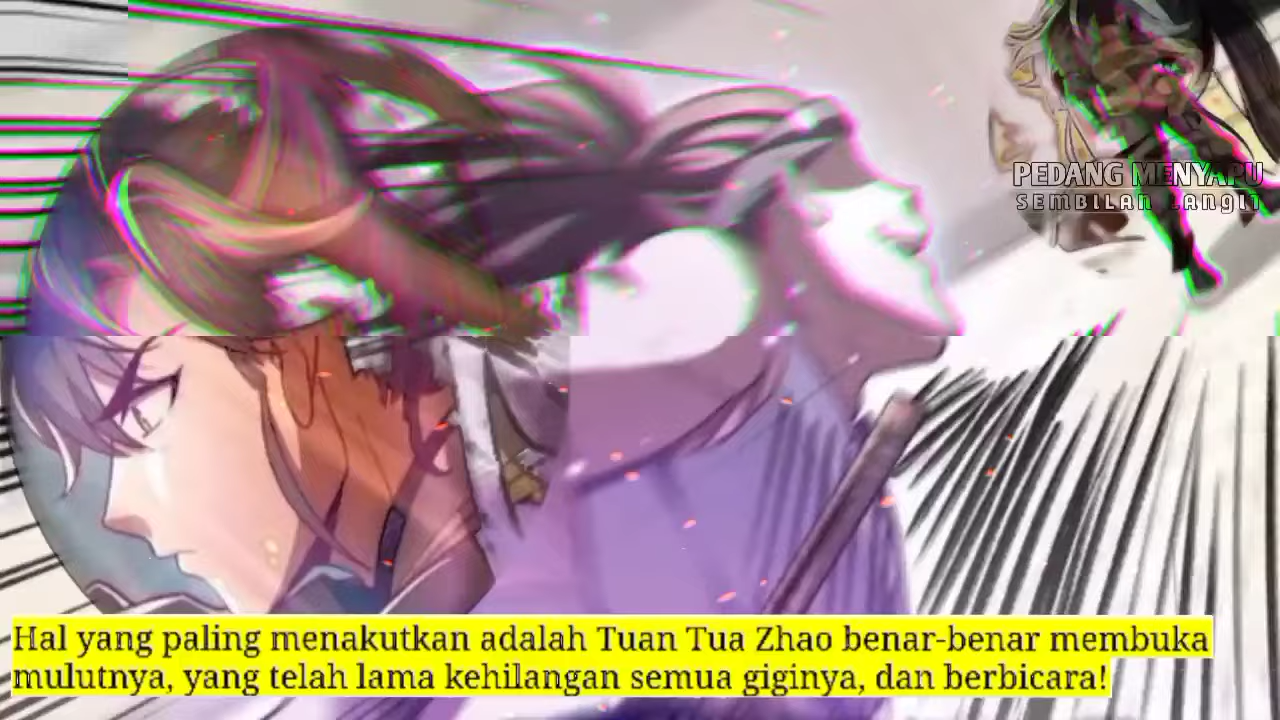 PEDANG MENYAPU
SEMBILAN LANGIT
Hal yang paling menakutkan adalah Tuan Tua Zhao benar-benar membuka
mulutnya, yang telah lama kehilangan semua giginya, dan berbicara!